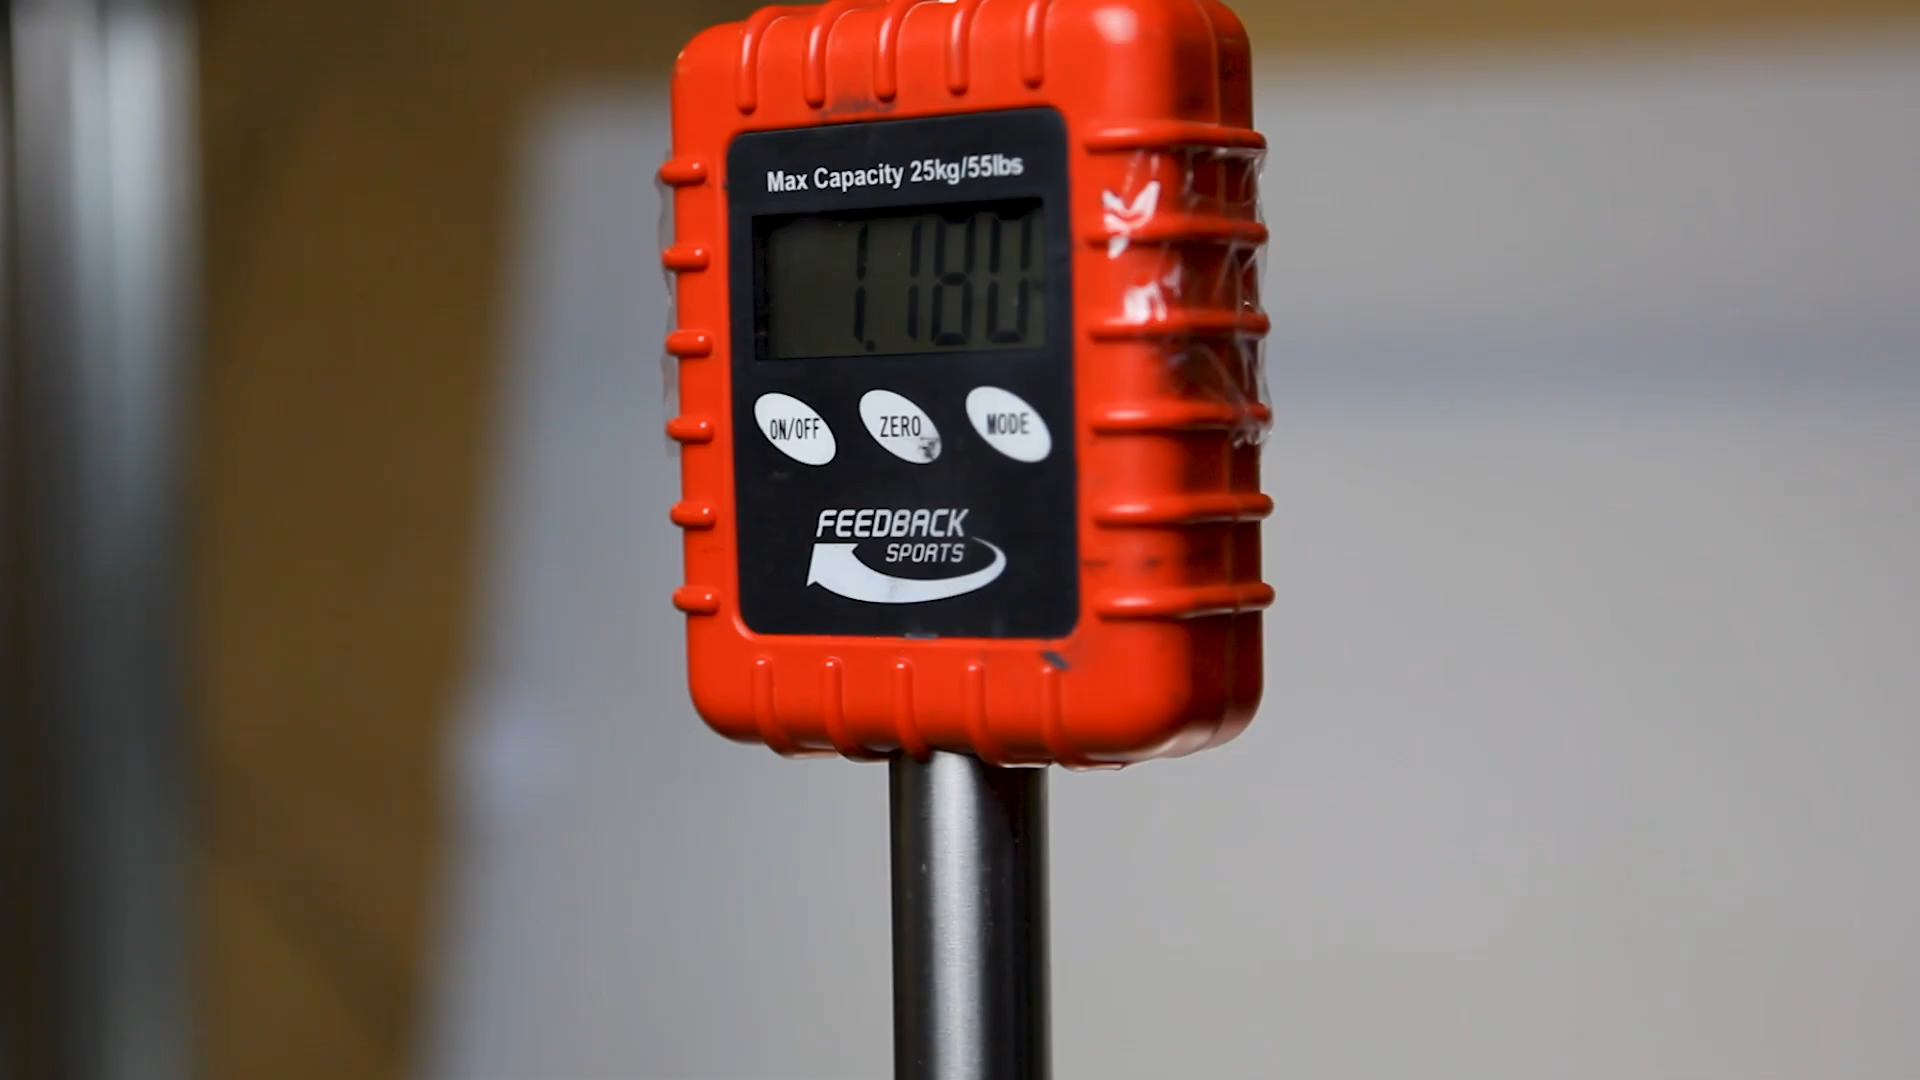 Max Capacity 25kg/55lbs
1.180
ON/OFF ZERO MODE
FEEDBACK
SPORTS